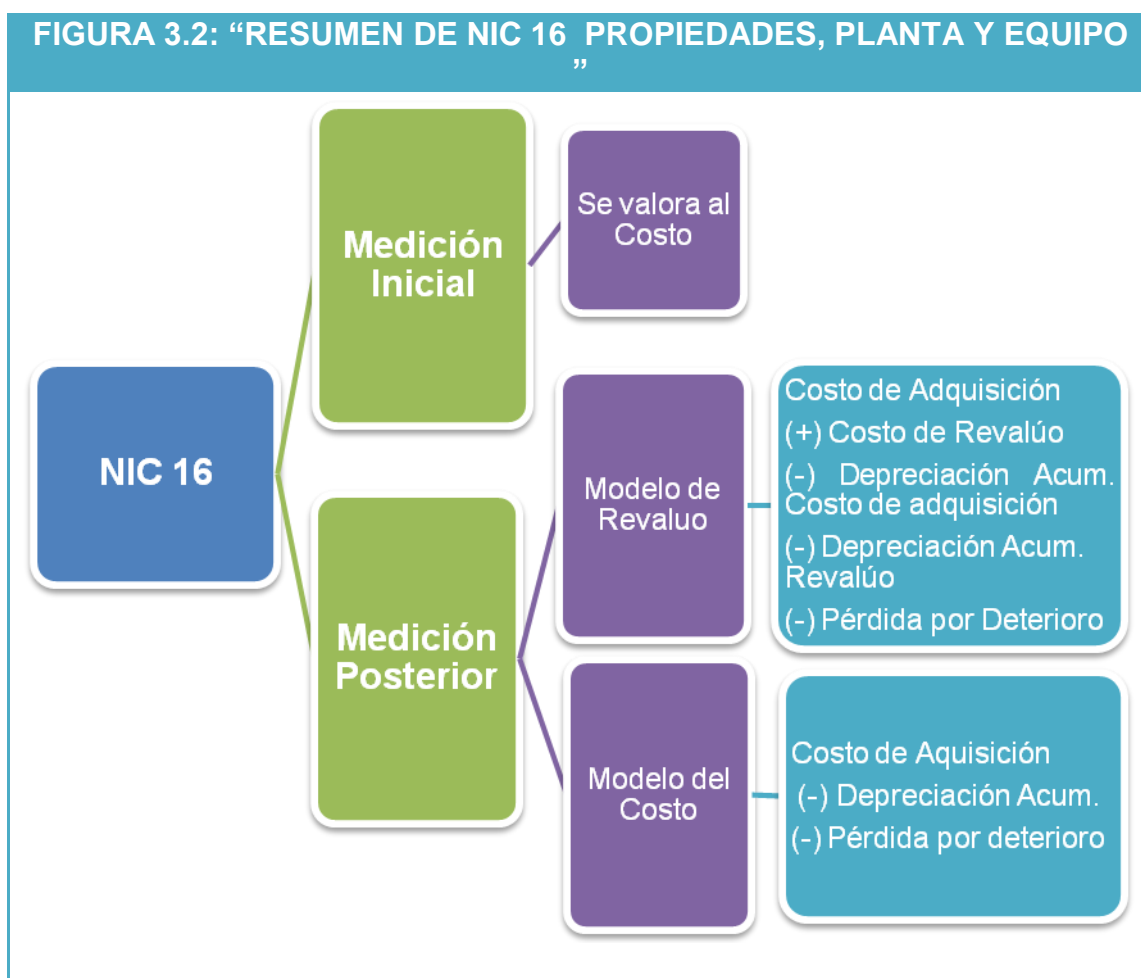 FIGURA 3.2: “RESUMEN DE NIC 16 PROPIEDADES, PLANTA Y EQUIPO
”
NIC 16
Medición
Inicial
Se valora al
Costo
Medición
Posterior
Modelo de
Revaluo
Costo de Adquisición
(+) Costo de Revalúo
(-) Depreciación Acum.
Costo de adquisición
(-) Depreciación Acum.
Revalúo
(-) Pérdida por Deterioro
Modelo del
Costo
Costo de Aquisición
(-) Depreciación Acum.
(-) Pérdida por deterioro